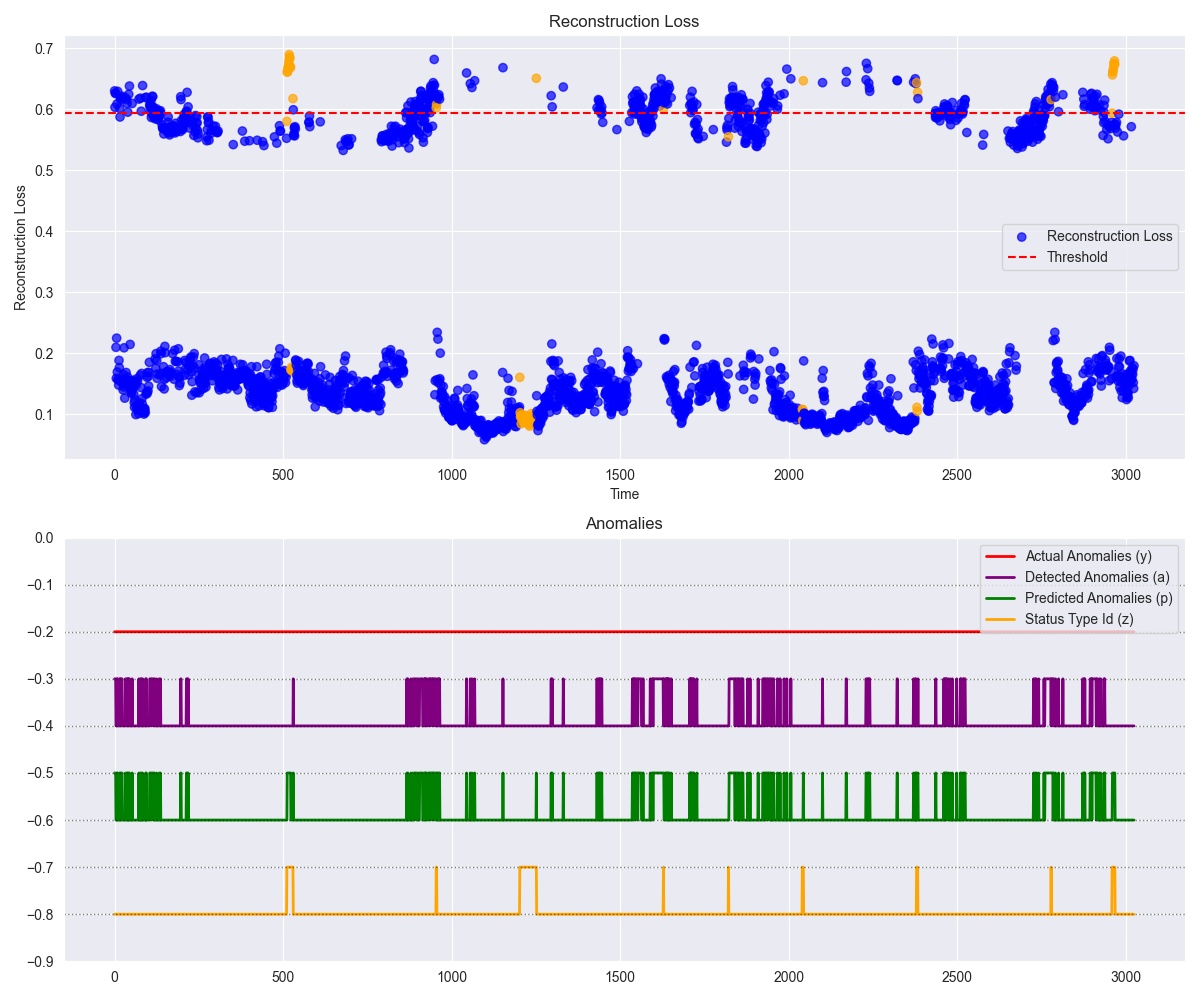 Reconstruction Loss
0.7
0.6
0.5
0.4
0.3
0.2
0.1
Reconstruction Loss
Reconstruction Loss
Threshold
0 500 1000 1500 2000 2500 3000
Time
Anomalies
0.0
−0.1
−0.2
−0.3
−0.4
−0.5
−0.6
−0.7
−0.8
−0.9
Actual Anomalies (y)
Detected Anomalies (a)
Predicted Anomalies (p)
Status Type Id (z)
0 500 1000 1500 2000 2500 3000